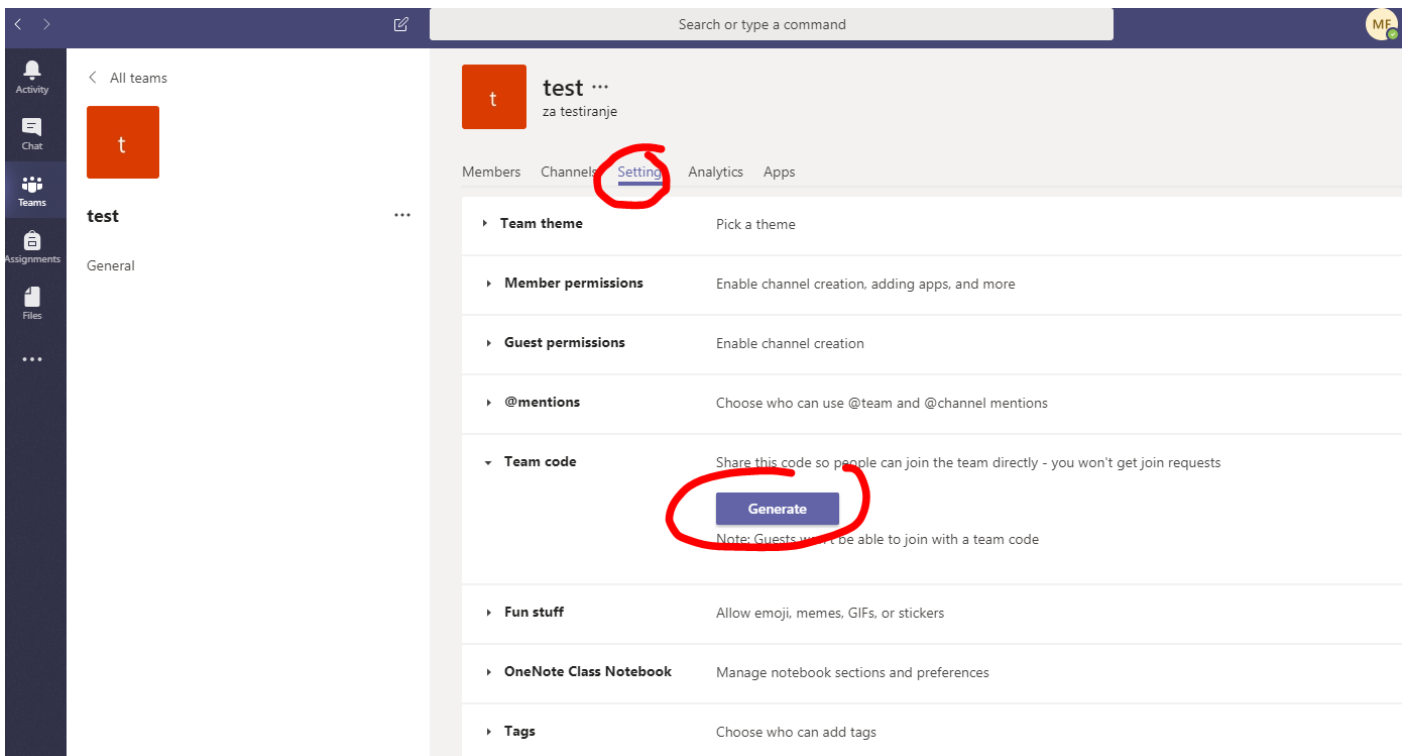 Search or type a command
MF
Activity
Chat
Teams
Assignments
Files
All teams
t
test
General
t
test
za testiranje
Members Channels Setting Analytics Apps
Team theme Pick a theme
Member permissions Enable channel creation, adding apps, and more
Guest permissions Enable channel creation
@mentions Choose who can use @team and @channel mentions
Team code Share this code so people can join the team directly - you won't get join requests
Generate
Note: Guests won't be able to join with a team code
Fun stuff Allow emoji, memes, GIFs, or stickers
OneNote Class Notebook Manage notebook sections and preferences
Tags Choose who can add tags